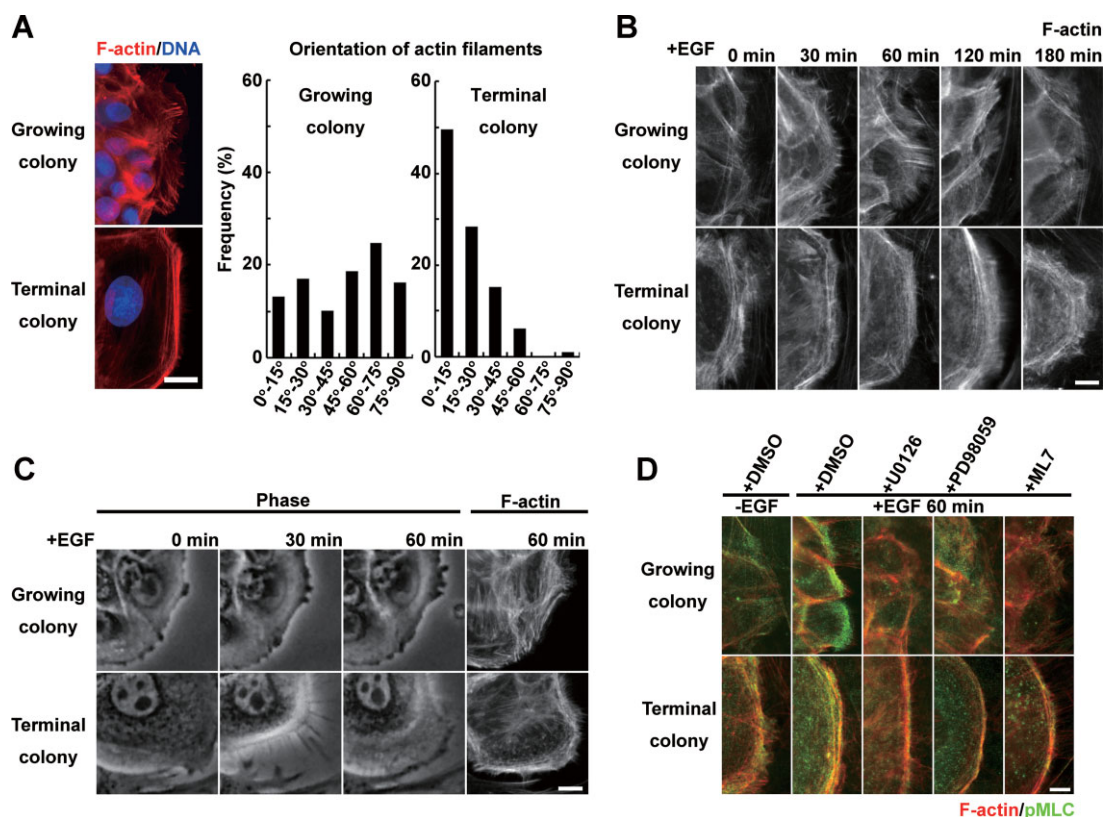 A
F-actin/DNA
Orientation of actin filaments
Growing
colony
Terminal
colony
Frequency (%)
60
40
20
0
Growing
colony
0°-15°
15°-30°
30°-45°
45°-60°
60°-75°
75°-90°
60
40
20
0
Terminal
colony
0°-15°
15°-30°
30°-45°
45°-60°
60°-75°
75°-90°
B
F-actin
+EGF 0 min 30 min 60 min 120 min 180 min
Growing
colony
Terminal
colony
C
Phase F-actin
+EGF 0 min 30 min 60 min 60 min
Growing
colony
Terminal
colony
D
+DMSO +DMSO +U0126 +PD98059 +ML7
-EGF +EGF 60 min
Growing
colony
Terminal
colony
F-actin/pMLC